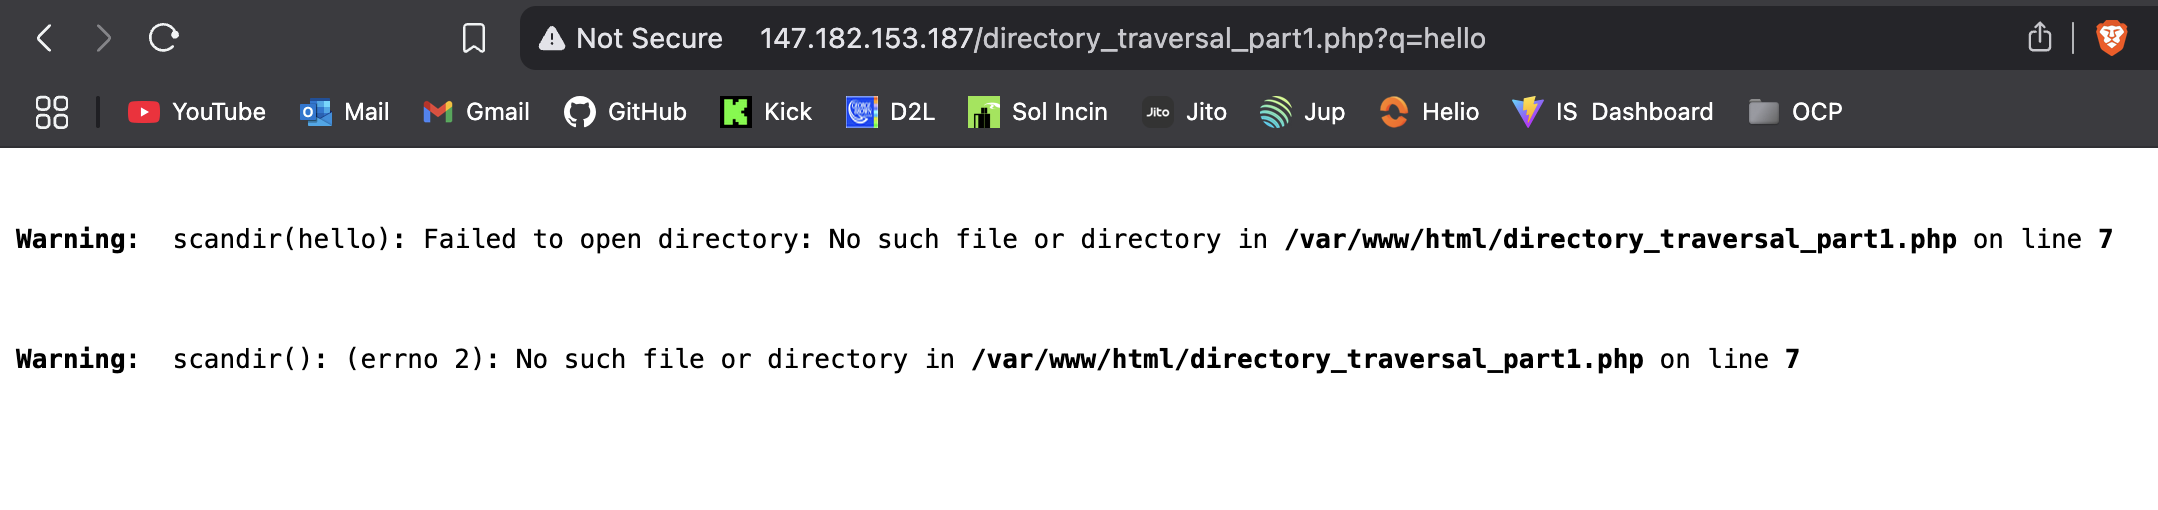 Not Secure 147.182.153.187/directory_traversal_part1.php?q=hello
YouTube Mail Gmail GitHub Kick D2L Sol Incin Jito Jito Jup Helio IS Dashboard OCP
Warning: scandir(hello): Failed to open directory: No such file or directory in /var/www/html/directory_traversal_part1.php on line 7
Warning: scandir(): (errno 2): No such file or directory in /var/www/html/directory_traversal_part1.php on line 7